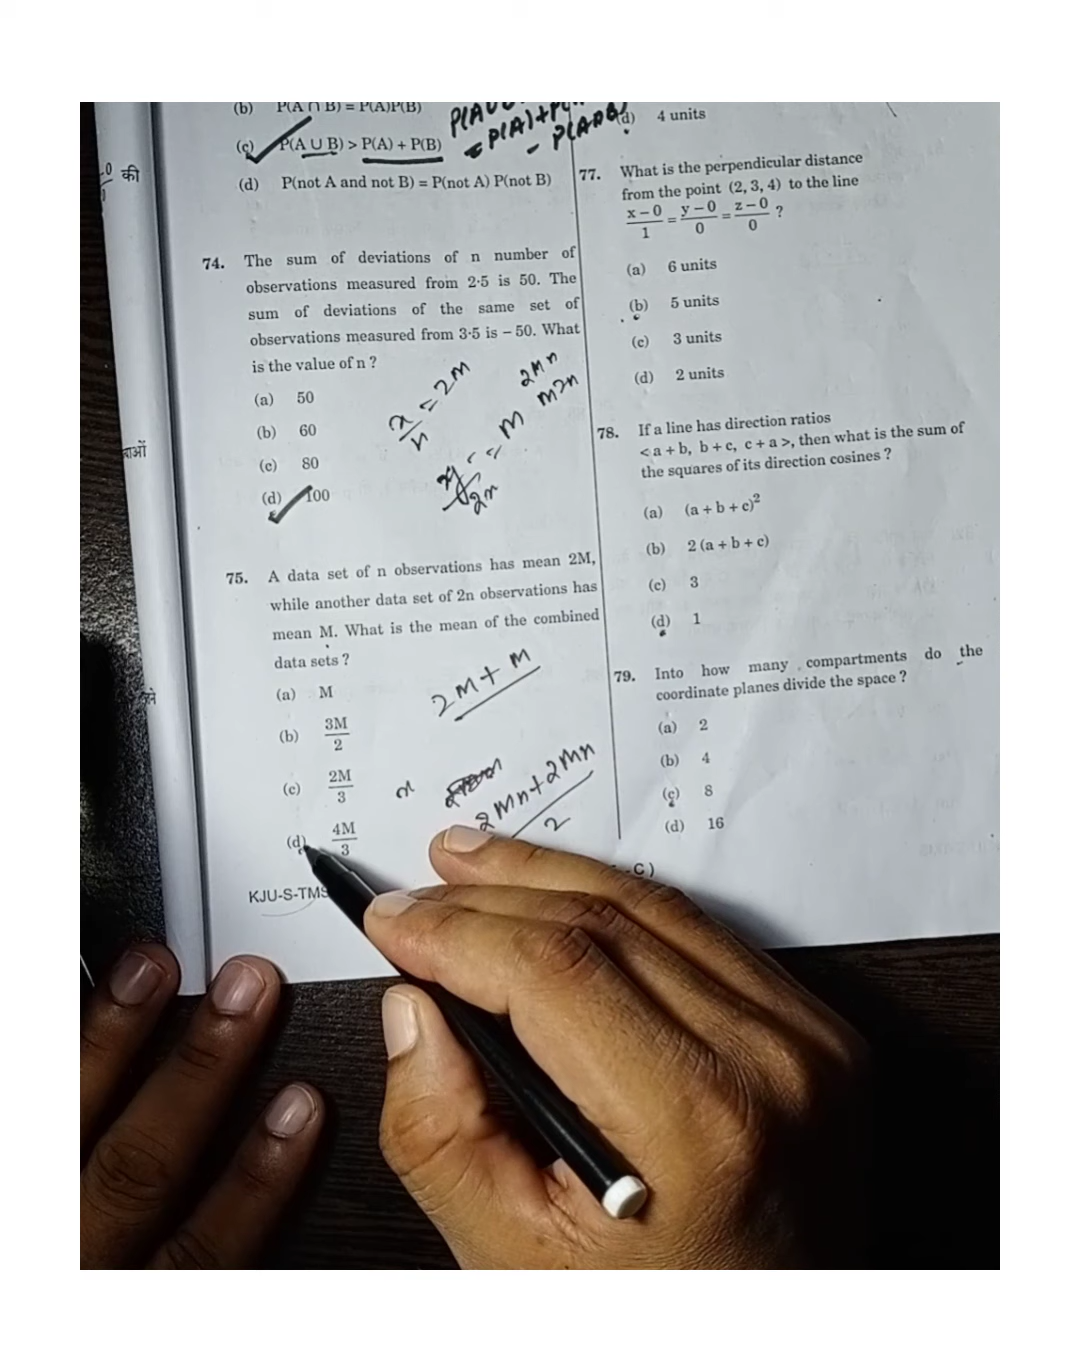 (b) P(A ∩ B) = P(A)P(B)
(c) P(A ∪ B) > P(A) + P(B)
(d) P(not A and not B) = P(not A) P(not B)
की
74. The sum of deviations of n number of
observations measured from 2·5 is 50. The
sum of deviations of the same set of
observations measured from 3·5 is – 50. What
is the value of n ?
(a) 50
(b) 60
(c) 80
(d) 100
x/n = 2M
2Mn
M
2n
75. A data set of n observations has mean 2M,
while another data set of 2n observations has
mean M. What is the mean of the combined
data sets ?
(a) M
(b) 3M/2
(c) 2M/3
(d) 4M/3
2M + M
2Mn + 2Mn
2
KJU-S-TMS
(d) 4 units
77. What is the perpendicular distance
from the point (2, 3, 4) to the line
x – 0/1 = y – 0/0 = z – 0/0 ?
(a) 6 units
(b) 5 units
(c) 3 units
(d) 2 units
78. If a line has direction ratios
< a + b, b + c, c + a >, then what is the sum of
the squares of its direction cosines ?
(a) (a + b + c)²
(b) 2 (a + b + c)
(c) 3
(d) 1
79. Into how many compartments do the
coordinate planes divide the space ?
(a) 2
(b) 4
(c) 8
(d) 16
C )